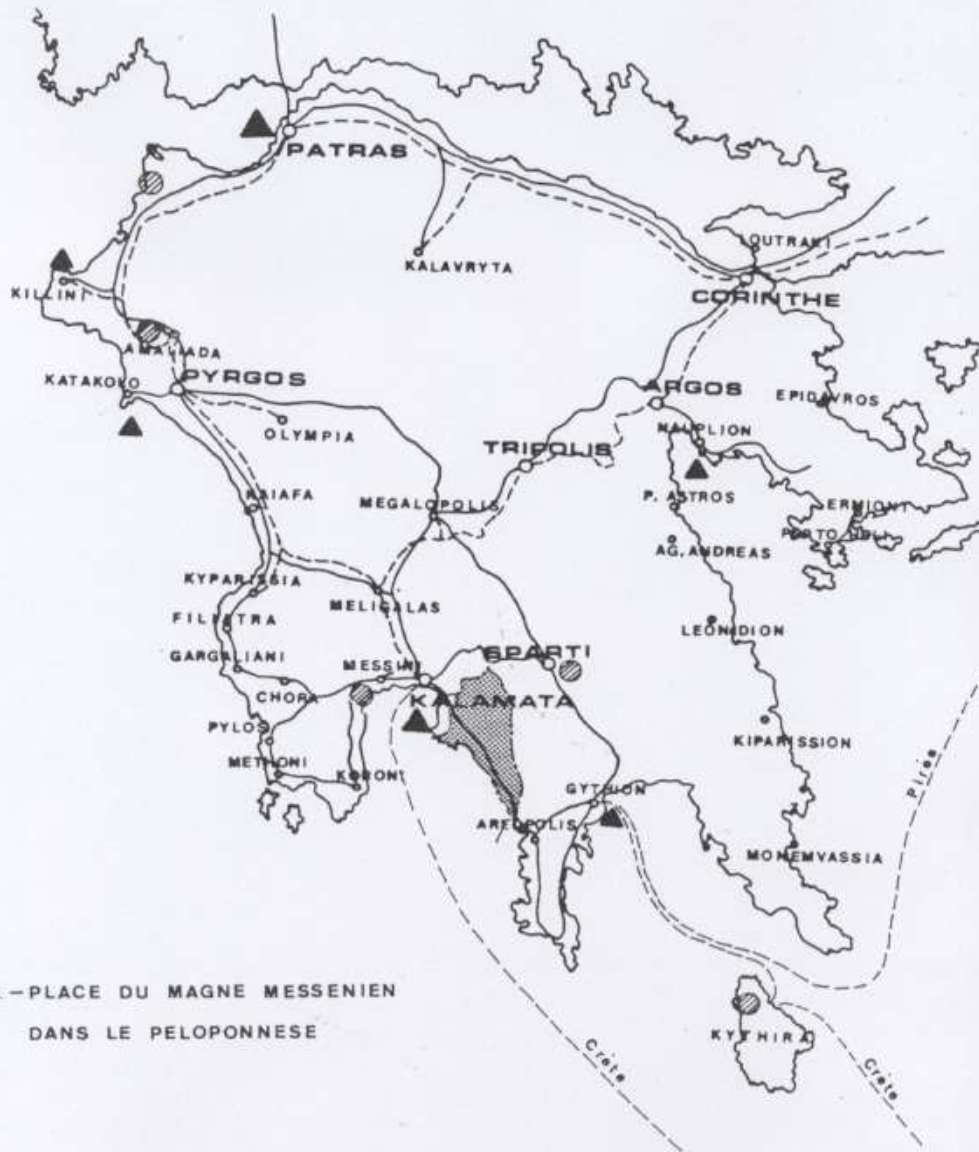 PATRAS
KALAVRYTA
LOUTRAKI
KILLINI
CORINTHE
AMALIADA
KATAKOLO
PYRGOS
ARGOS
EPIDAVROS
OLYMPIA
NAUPLION
TRIPOLIS
KAIAFA
MEGALOPOLIS
P. ASTROS
ERMIONI
PORTO HELI
AG. ANDREAS
KYPARISSIA
MELIGALAS
FILIATRA
LEONIDION
GARGALIANI
MESSINI
SPARTI
CHORA
KALAMATA
PYLOS
KIPARISSION
METHONI
KORONI
GYTHION
Pirée
AREOPOLIS
MONEMVASSIA
–PLACE DU MAGNE MESSENIEN
DANS LE PELOPONNESE
KYTHIRA
Crète
Crète